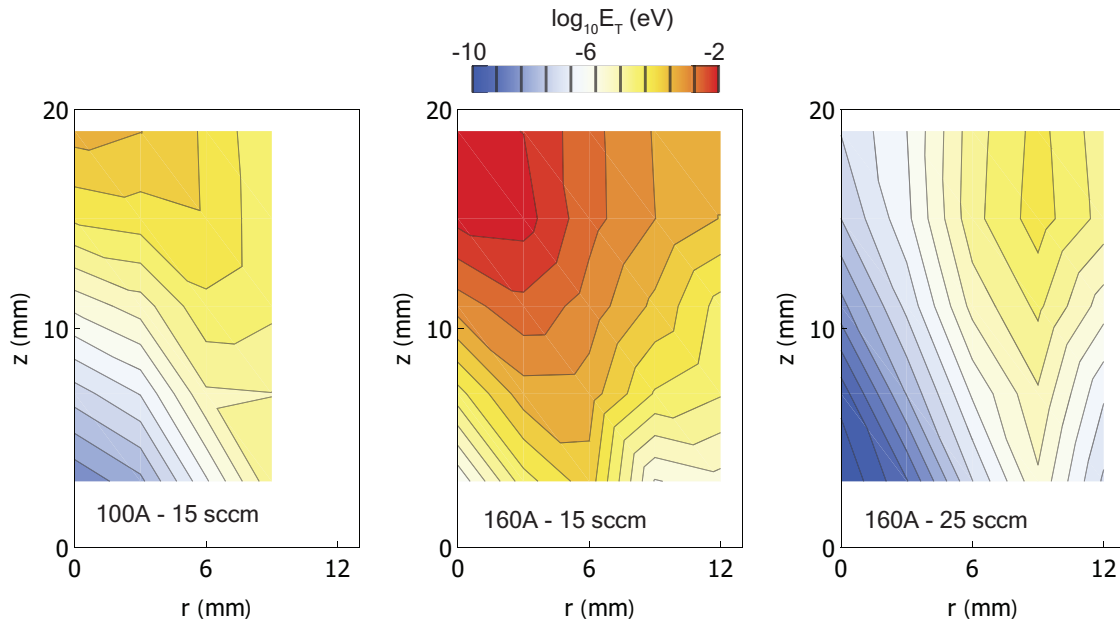 log₁₀E_T (eV)
-10 -6 -2
20
10
0
z (mm)
100A - 15 sccm
0 6 12
r (mm)
20
10
0
z (mm)
160A - 15 sccm
0 6 12
r (mm)
20
10
0
z (mm)
160A - 25 sccm
0 6 12
r (mm)